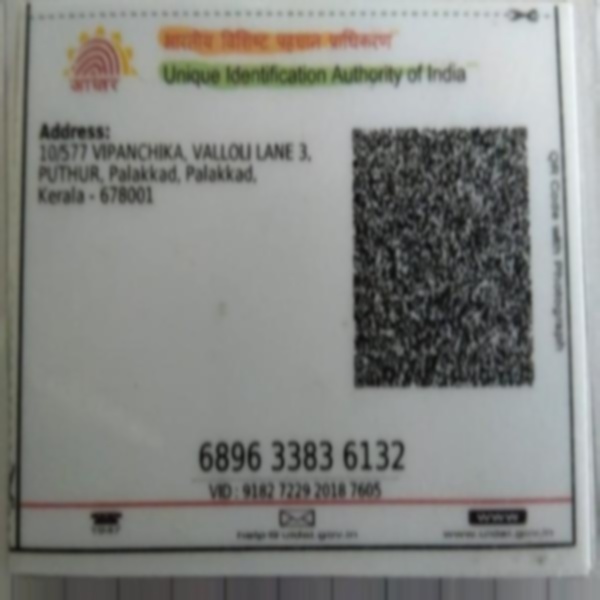 भारतीय विशिष्ट पहचान प्राधिकरण
Unique Identification Authority of India
Address:
10/577 VIPANCHIKA, VALLOLI LANE 3,
PUTHUR, Palakkad, Palakkad,
Kerala - 678001
QR Code with Photograph
6896 3383 6132
VID : 9182 7229 2018 7605
1947
help@uidai.gov.in
www.uidai.gov.in